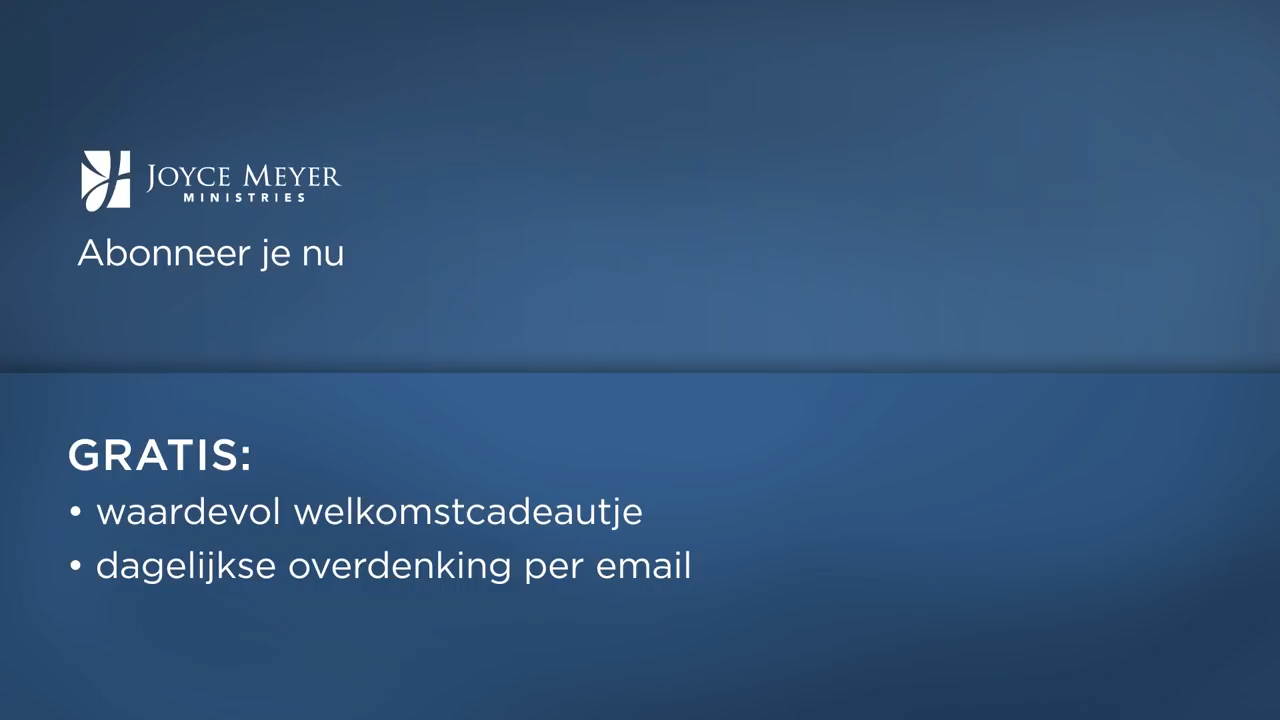 JOYCE MEYER
MINISTRIES
Abonneer je nu
GRATIS:
• waardevol welkomstcadeautje
• dagelijkse overdenking per email